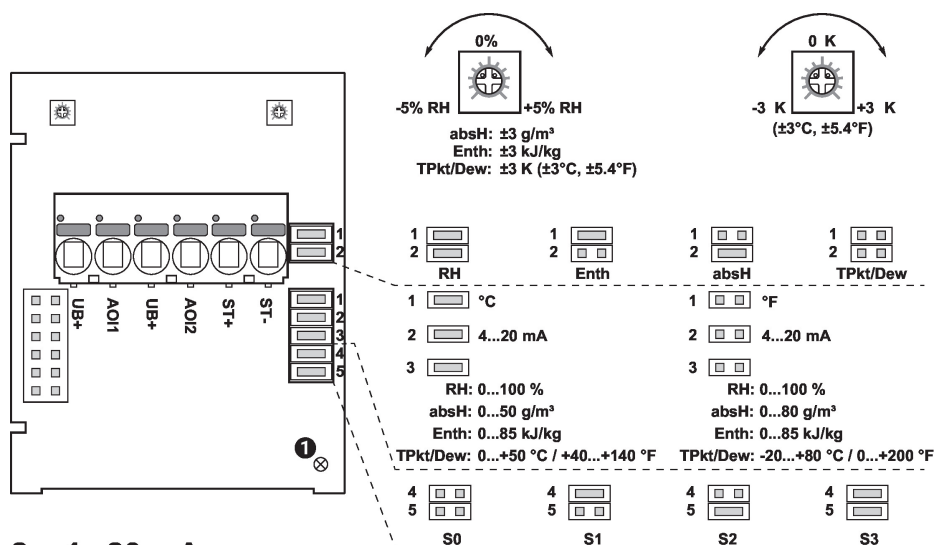 0%
-5% RH
+5% RH
absH: ±3 g/m³
Enth: ±3 kJ/kg
TPkt/Dew: ±3 K (±3°C, ±5.4°F)
0 K
-3 K
+3 K
(±3°C, ±5.4°F)
1
2
UB+
AOI1
UB+
AOI2
ST+
ST-
1
2
3
4
5
1
1
2
RH
1
2
Enth
1
2
absH
1
2
TPkt/Dew
1 °C
2 4...20 mA
3
RH: 0...100 %
absH: 0...50 g/m³
Enth: 0...85 kJ/kg
TPkt/Dew: 0...+50 °C / +40...+140 °F
1 °F
2 4...20 mA
3
RH: 0...100 %
absH: 0...80 g/m³
Enth: 0...85 kJ/kg
TPkt/Dew: -20...+80 °C / 0...+200 °F
4
5
S0
4
5
S1
4
5
S2
4
5
S3